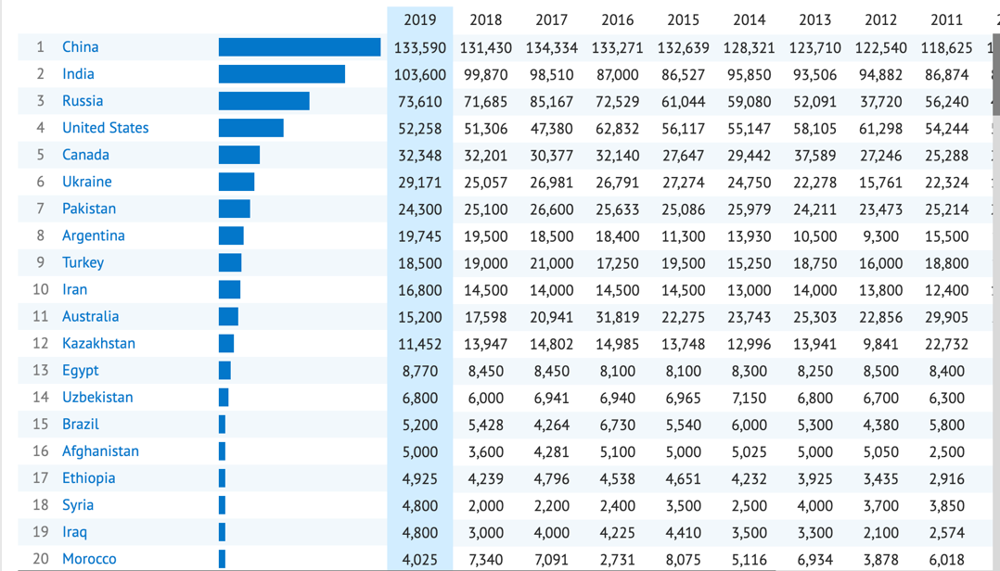 2019 2018 2017 2016 2015 2014 2013 2012 2011
1 China 133,590 131,430 134,334 133,271 132,639 128,321 123,710 122,540 118,625
2 India 103,600 99,870 98,510 87,000 86,527 95,850 93,506 94,882 86,874
3 Russia 73,610 71,685 85,167 72,529 61,044 59,080 52,091 37,720 56,240
4 United States 52,258 51,306 47,380 62,832 56,117 55,147 58,105 61,298 54,244
5 Canada 32,348 32,201 30,377 32,140 27,647 29,442 37,589 27,246 25,288
6 Ukraine 29,171 25,057 26,981 26,791 27,274 24,750 22,278 15,761 22,324
7 Pakistan 24,300 25,100 26,600 25,633 25,086 25,979 24,211 23,473 25,214
8 Argentina 19,745 19,500 18,500 18,400 11,300 13,930 10,500 9,300 15,500
9 Turkey 18,500 19,000 21,000 17,250 19,500 15,250 18,750 16,000 18,800
10 Iran 16,800 14,500 14,000 14,500 14,500 13,000 14,000 13,800 12,400
11 Australia 15,200 17,598 20,941 31,819 22,275 23,743 25,303 22,856 29,905
12 Kazakhstan 11,452 13,947 14,802 14,985 13,748 12,996 13,941 9,841 22,732
13 Egypt 8,770 8,450 8,450 8,100 8,100 8,300 8,250 8,500 8,400
14 Uzbekistan 6,800 6,000 6,941 6,940 6,965 7,150 6,800 6,700 6,300
15 Brazil 5,200 5,428 4,264 6,730 5,540 6,000 5,300 4,380 5,800
16 Afghanistan 5,000 3,600 4,281 5,100 5,000 5,025 5,000 5,050 2,500
17 Ethiopia 4,925 4,239 4,796 4,538 4,651 4,232 3,925 3,435 2,916
18 Syria 4,800 2,000 2,200 2,400 3,500 2,500 4,000 3,700 3,850
19 Iraq 4,800 3,000 4,000 4,225 4,410 3,500 3,300 2,100 2,574
20 Morocco 4,025 7,340 7,091 2,731 8,075 5,116 6,934 3,878 6,018